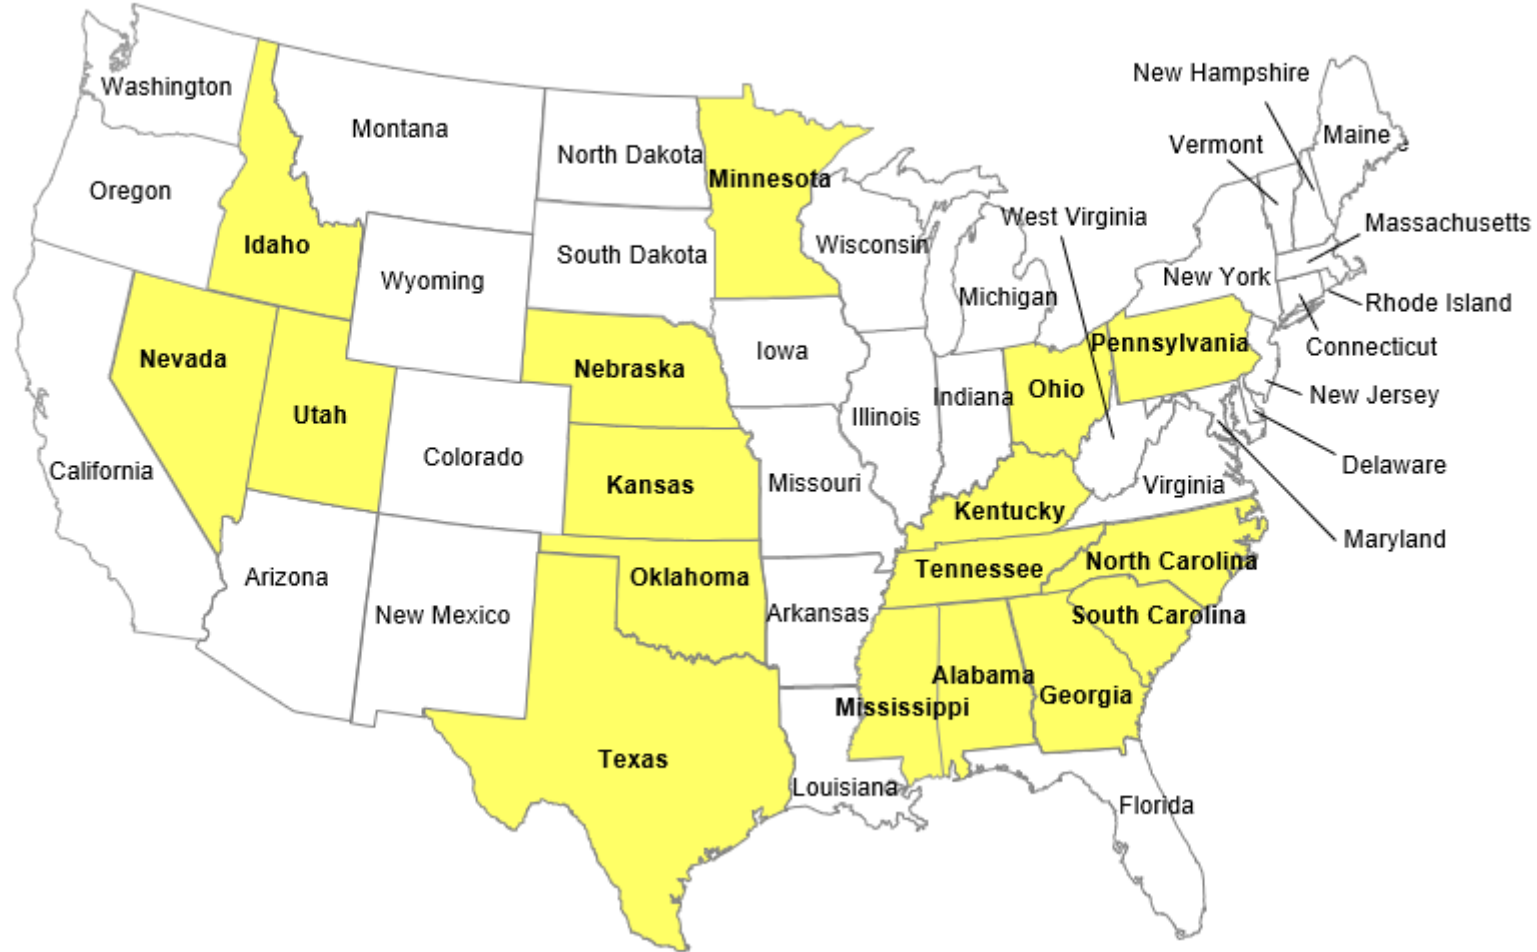 Washington
Montana
North Dakota
Minnesota
New Hampshire
Vermont
Maine
Oregon
Idaho
Wyoming
South Dakota
Wisconsin
West Virginia
Michigan
New York
Massachusetts
Rhode Island
Connecticut
Nevada
Utah
Nebraska
Iowa
Illinois
Indiana
Ohio
Pennsylvania
New Jersey
California
Colorado
Kansas
Missouri
Kentucky
Virginia
Delaware
Maryland
Arizona
New Mexico
Oklahoma
Arkansas
Tennessee
North Carolina
South Carolina
Texas
Louisiana
Mississippi
Alabama
Georgia
Florida